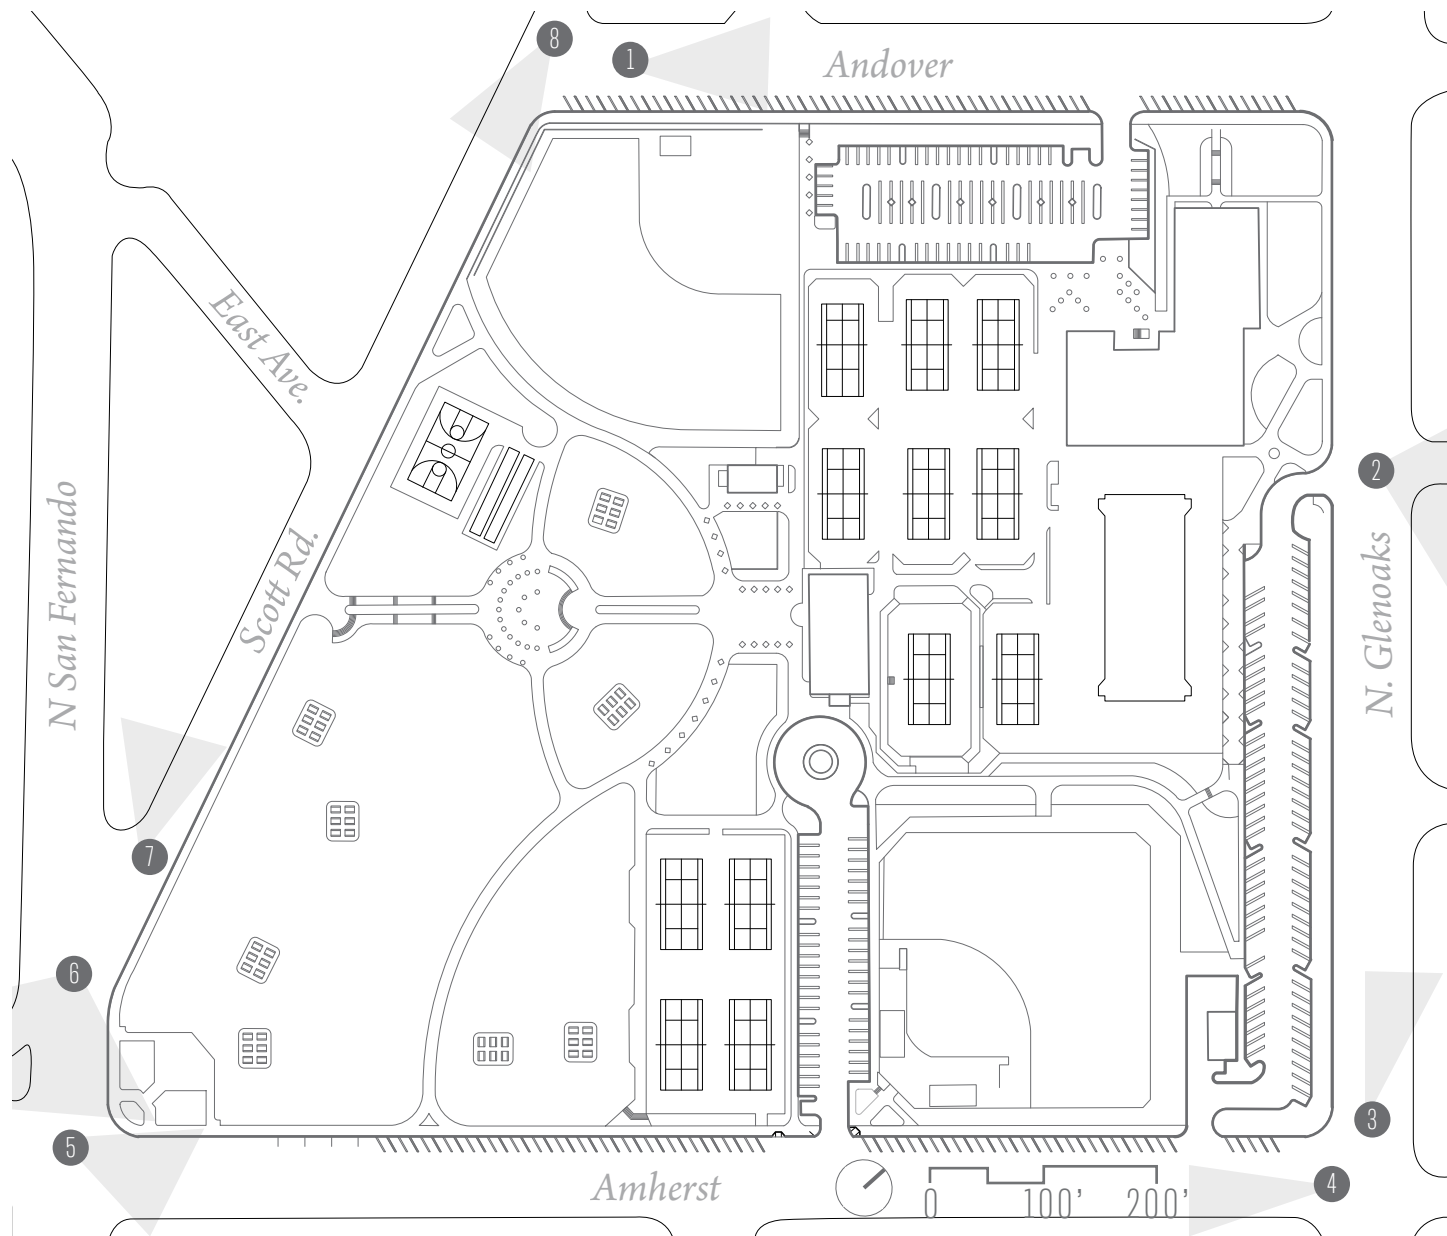 8
1
Andover
East Ave.
2
N San Fernando
Scott Rd.
N. Glenoaks
7
6
3
5
Amherst
4
0 100' 200'